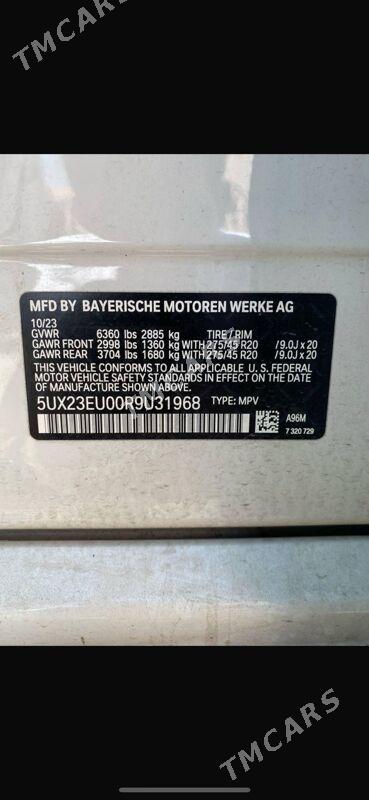 TMCARS
MFD BY BAYERISCHE MOTOREN WERKE AG
10/23
GVWR 6360 lbs 2885 kg TIRE / RIM
GAWR FRONT 2998 lbs 1360 kg WITH 275/45 R20 /9.0J x 20
GAWR REAR 3704 lbs 1680 kg WITH 275/45 R20 /9.0J x 20
THIS VEHICLE CONFORMS TO ALL APPLICABLE U. S. FEDERAL
MOTOR VEHICLE SAFETY STANDARDS IN EFFECT ON THE
DATE OF MANUFACTURE SHOWN ABOVE.
5UX23EU00R9U31968 TYPE: MPV
A96M
7 320 729
TMCARS
TMCARS